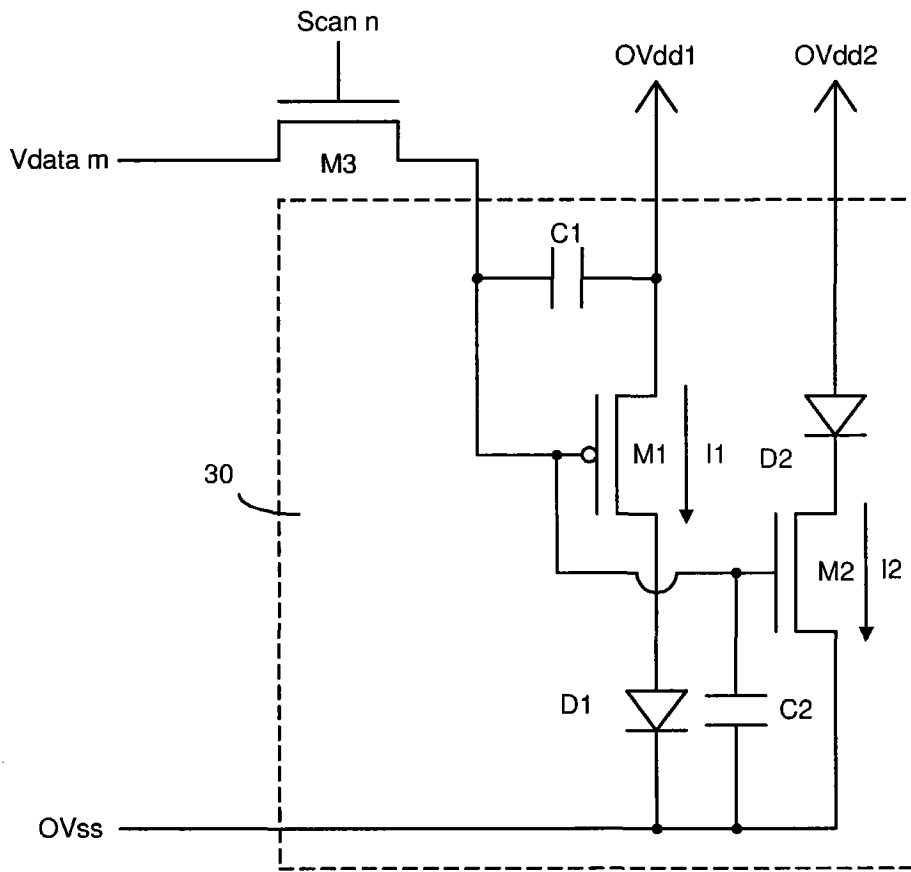 Scan n
OVdd1
OVdd2
Vdata m
M3
C1
M1
I1
D2
30
M2
I2
D1
C2
OVss